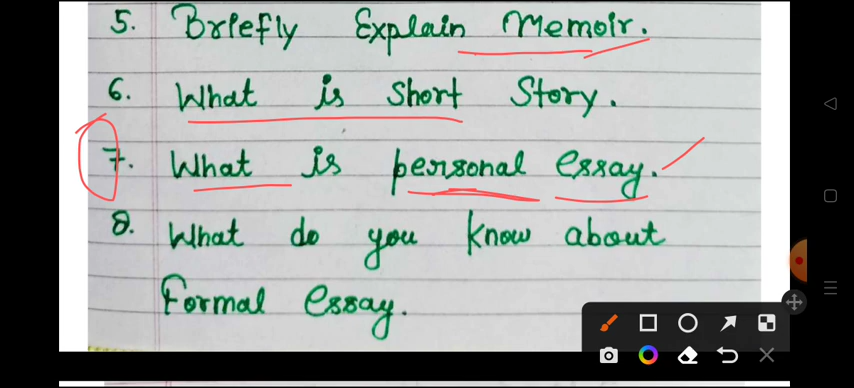 5. Briefly Explain Memoir.
6. What is short Story.
7. What is personal essay.
8. What do you know about
Formal essay.